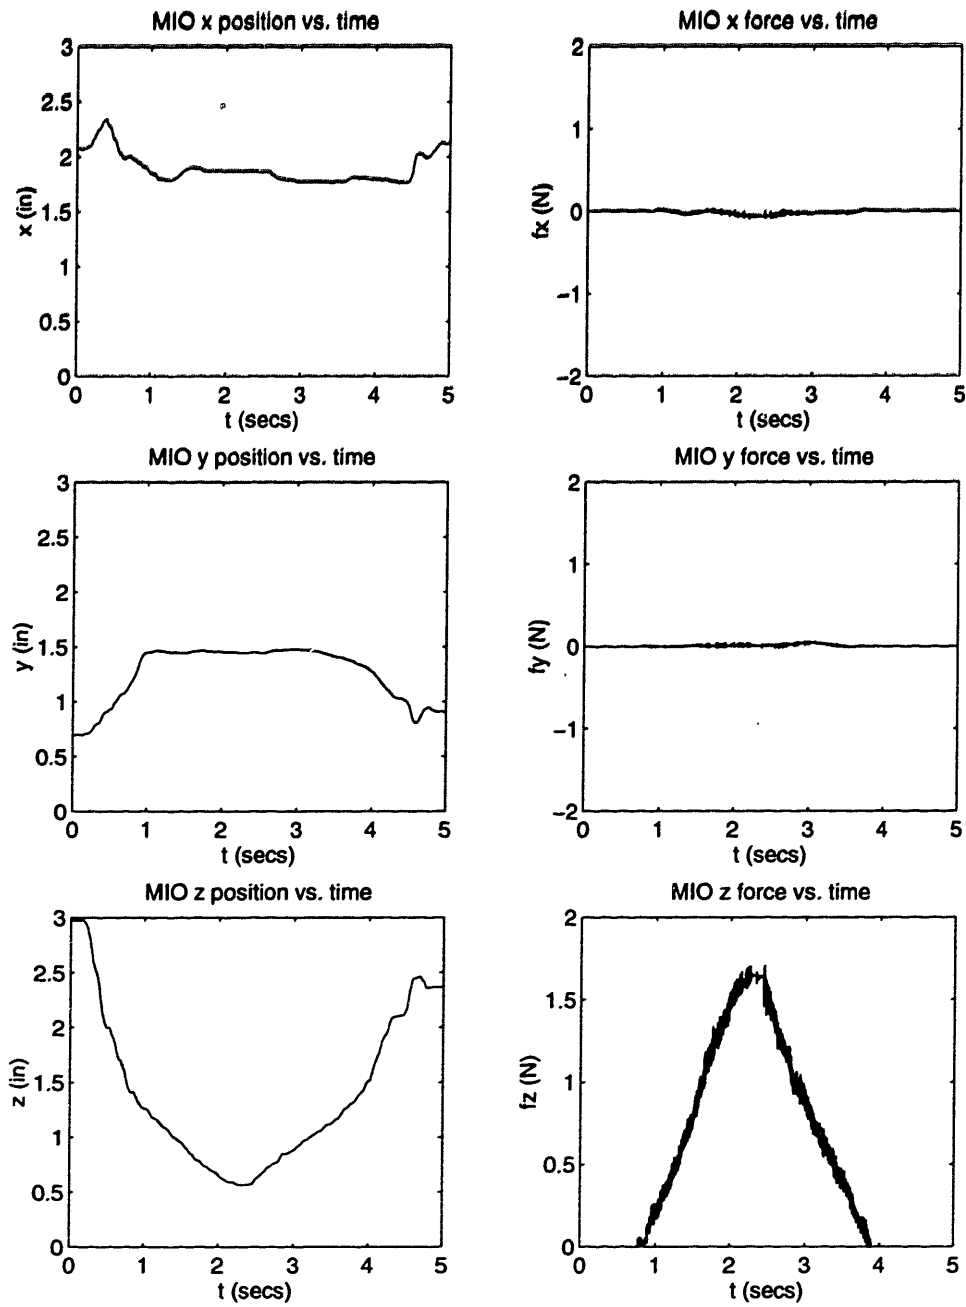 MIO x position vs. time
3
2.5
2
1.5
1
0.5
0
x (in)
0 1 2 3 4 5
t (secs)
MIO x force vs. time
2
1
0
−1
−2
fx (N)
0 1 2 3 4 5
t (secs)
MIO y position vs. time
3
2.5
2
1.5
1
0.5
0
y (in)
0 1 2 3 4 5
t (secs)
MIO y force vs. time
2
1
0
−1
−2
fy (N)
0 1 2 3 4 5
t (secs)
MIO z position vs. time
3
2.5
2
1.5
1
0.5
0
z (in)
0 1 2 3 4 5
t (secs)
MIO z force vs. time
2
1.5
1
0.5
0
fz (N)
0 1 2 3 4 5
t (secs)